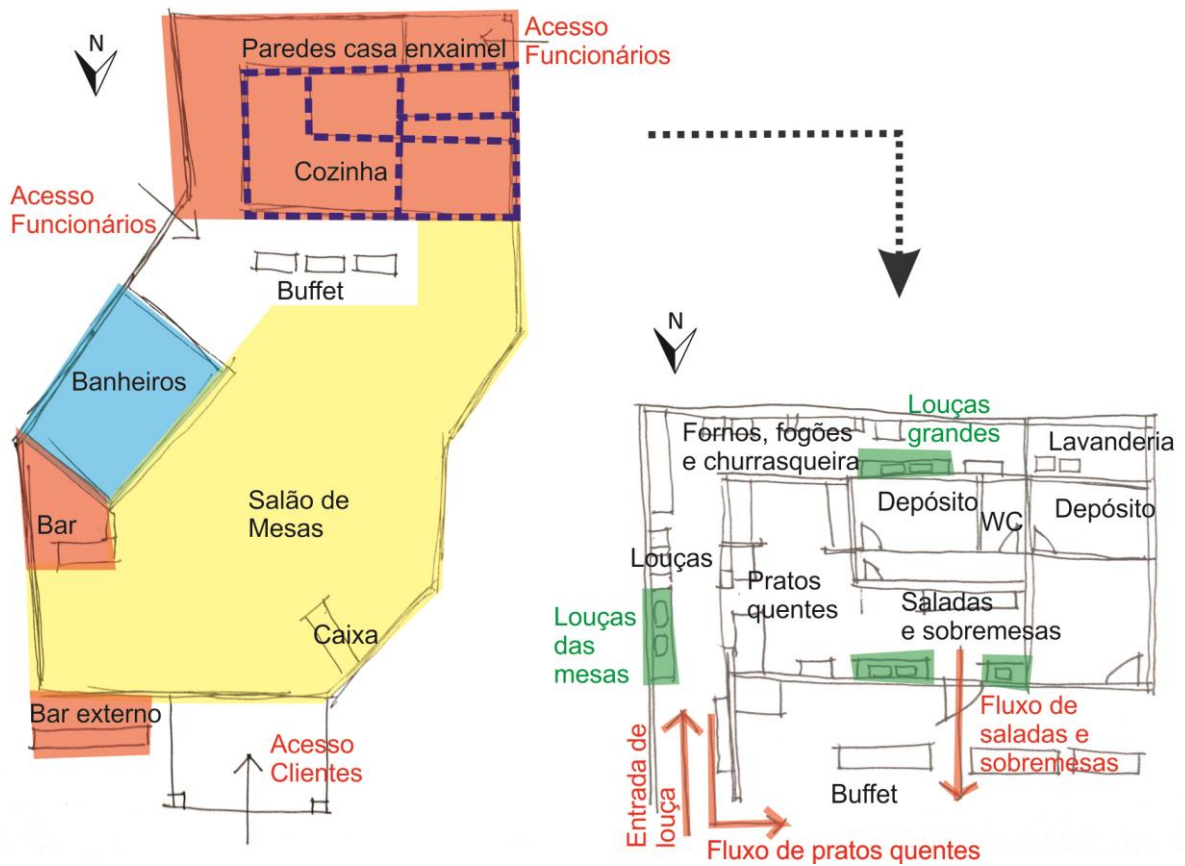 N
Acesso
Funcionários
Paredes casa enxaimel
Cozinha
Acesso
Funcionários
Buffet
Banheiros
Salão de
Mesas
Bar
Caixa
Bar externo
Acesso
Clientes
N
Louças
grandes
Fornos, fogões
e churrasqueira
Lavanderia
Depósito
WC
Depósito
Louças
Pratos
quentes
Saladas
e sobremesas
Louças
das
mesas
Fluxo de
saladas e
sobremesas
Entrada de
louça
Buffet
Fluxo de pratos quentes